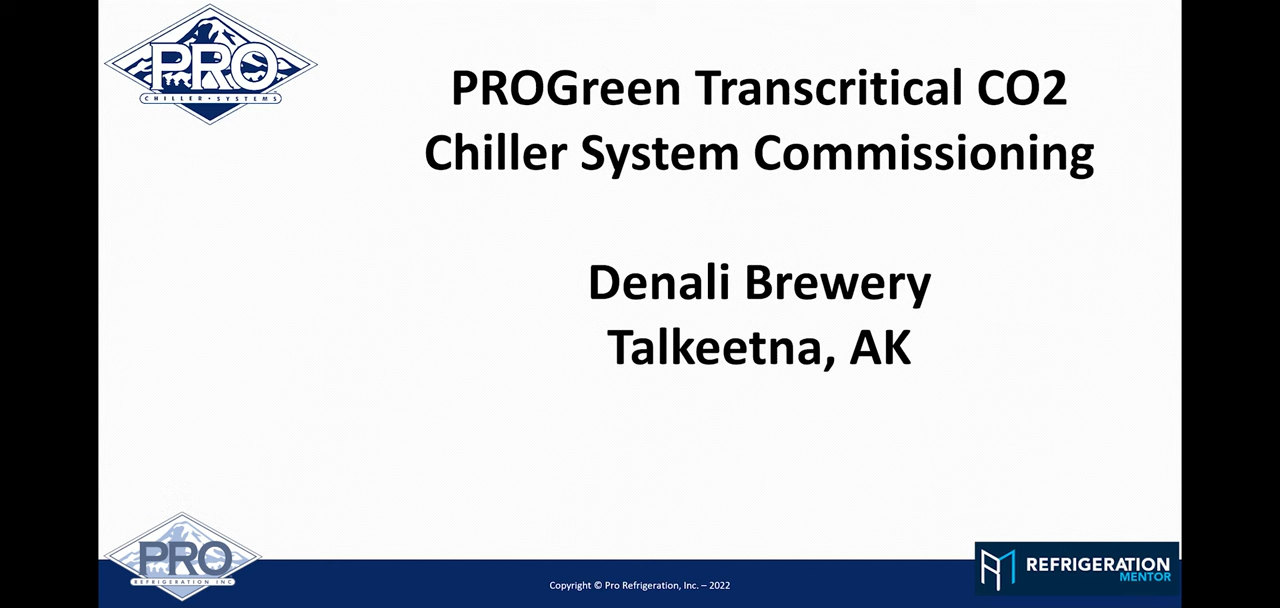 PRO
CHILLER • SYSTEMS
PROGreen Transcritical CO2
Chiller System Commissioning
Denali Brewery
Talkeetna, AK
PRO
REFRIGERATION INC
Copyright © Pro Refrigeration, Inc. – 2022
REFRIGERATION
MENTOR